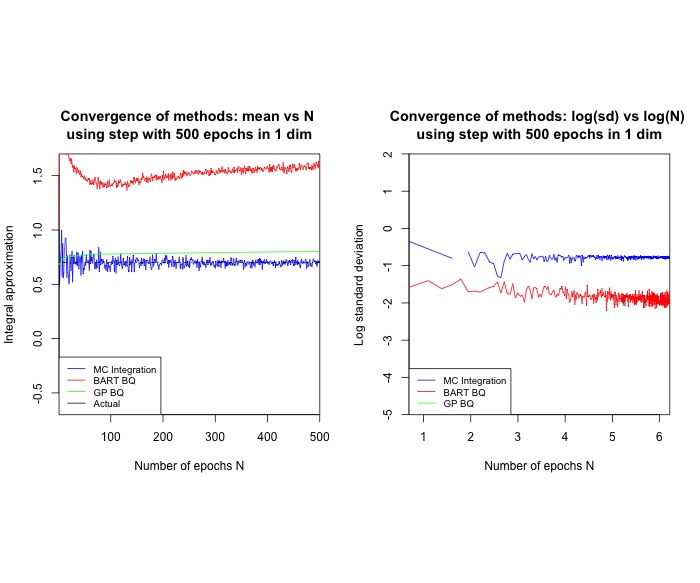 Convergence of methods: mean vs N
using step with 500 epochs in 1 dim
Integral approximation
1.5
1.0
0.5
0.0
-0.5
MC Integration
BART BQ
GP BQ
Actual
100
200
300
400
500
Number of epochs N
Convergence of methods: log(sd) vs log(N)
using step with 500 epochs in 1 dim
Log standard deviation
2
1
0
-1
-2
-3
-4
-5
MC Integration
BART BQ
GP BQ
1
2
3
4
5
6
Number of epochs N